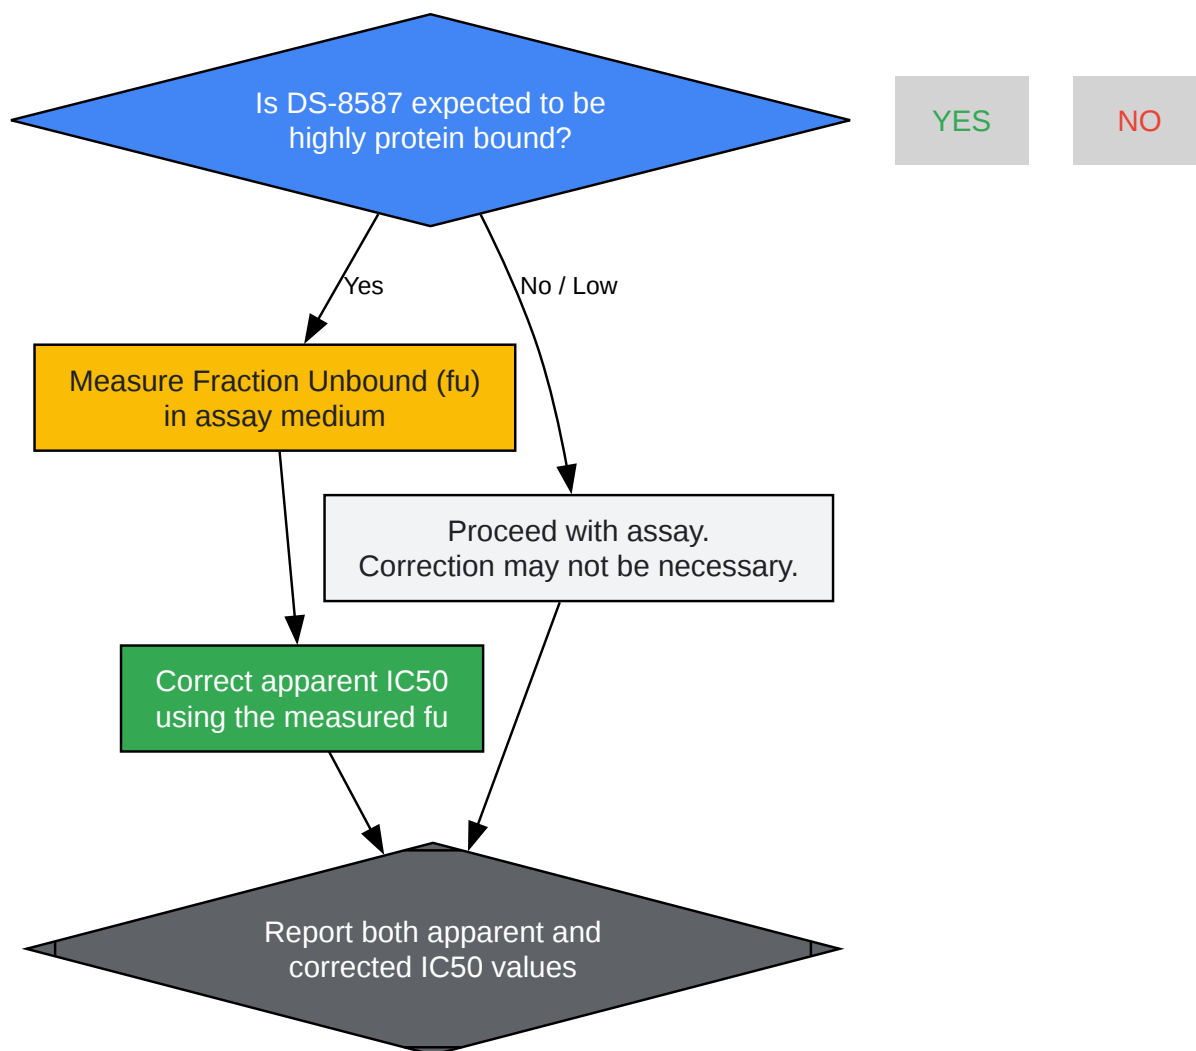 Is DS-8587 expected to be
highly protein bound?
YES
NO
Yes
No / Low
Measure Fraction Unbound (fu)
in assay medium
Proceed with assay.
Correction may not be necessary.
Correct apparent IC50
using the measured fu
Report both apparent and
corrected IC50 values